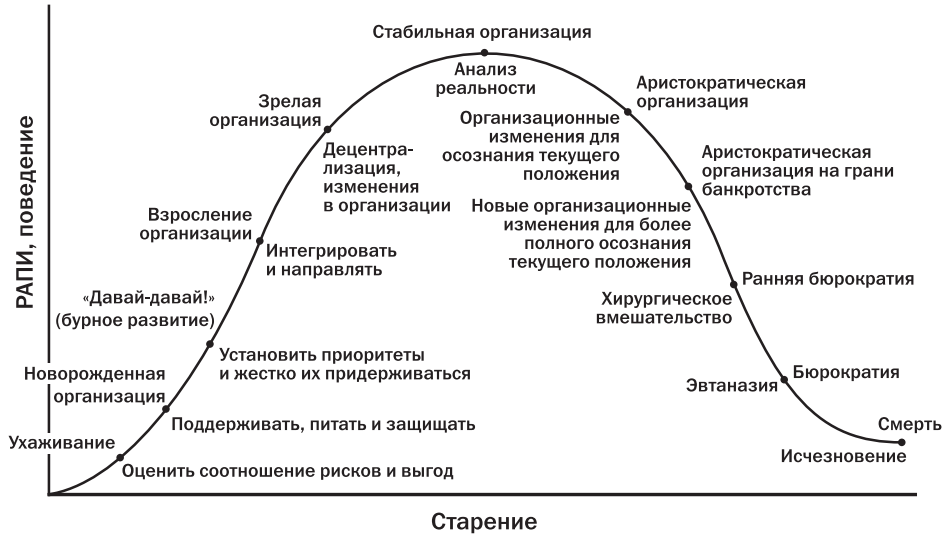 Стабильная организация
Анализ
реальности
Зрелая
организация
Децентра-
лизация,
изменения
в организации
Аристократическая
организация
Организационные
изменения для
осознания текущего
положения
Аристократическая
организация на грани
банкротства
Новые организационные
изменения для более
полного осознания
текущего положения
Взросление
организации
Интегрировать
и направлять
Ранняя бюрократия
Хирургическое
вмешательство
«Давай-давай!»
(бурное развитие)
Установить приоритеты
и жестко их придерживаться
Новорожденная
организация
Поддерживать, питать и защищать
Бюрократия
Эвтаназия
Ухаживание
Оценить соотношение рисков и выгод
Смерть
Исчезновение
РАПИ, поведение
Старение